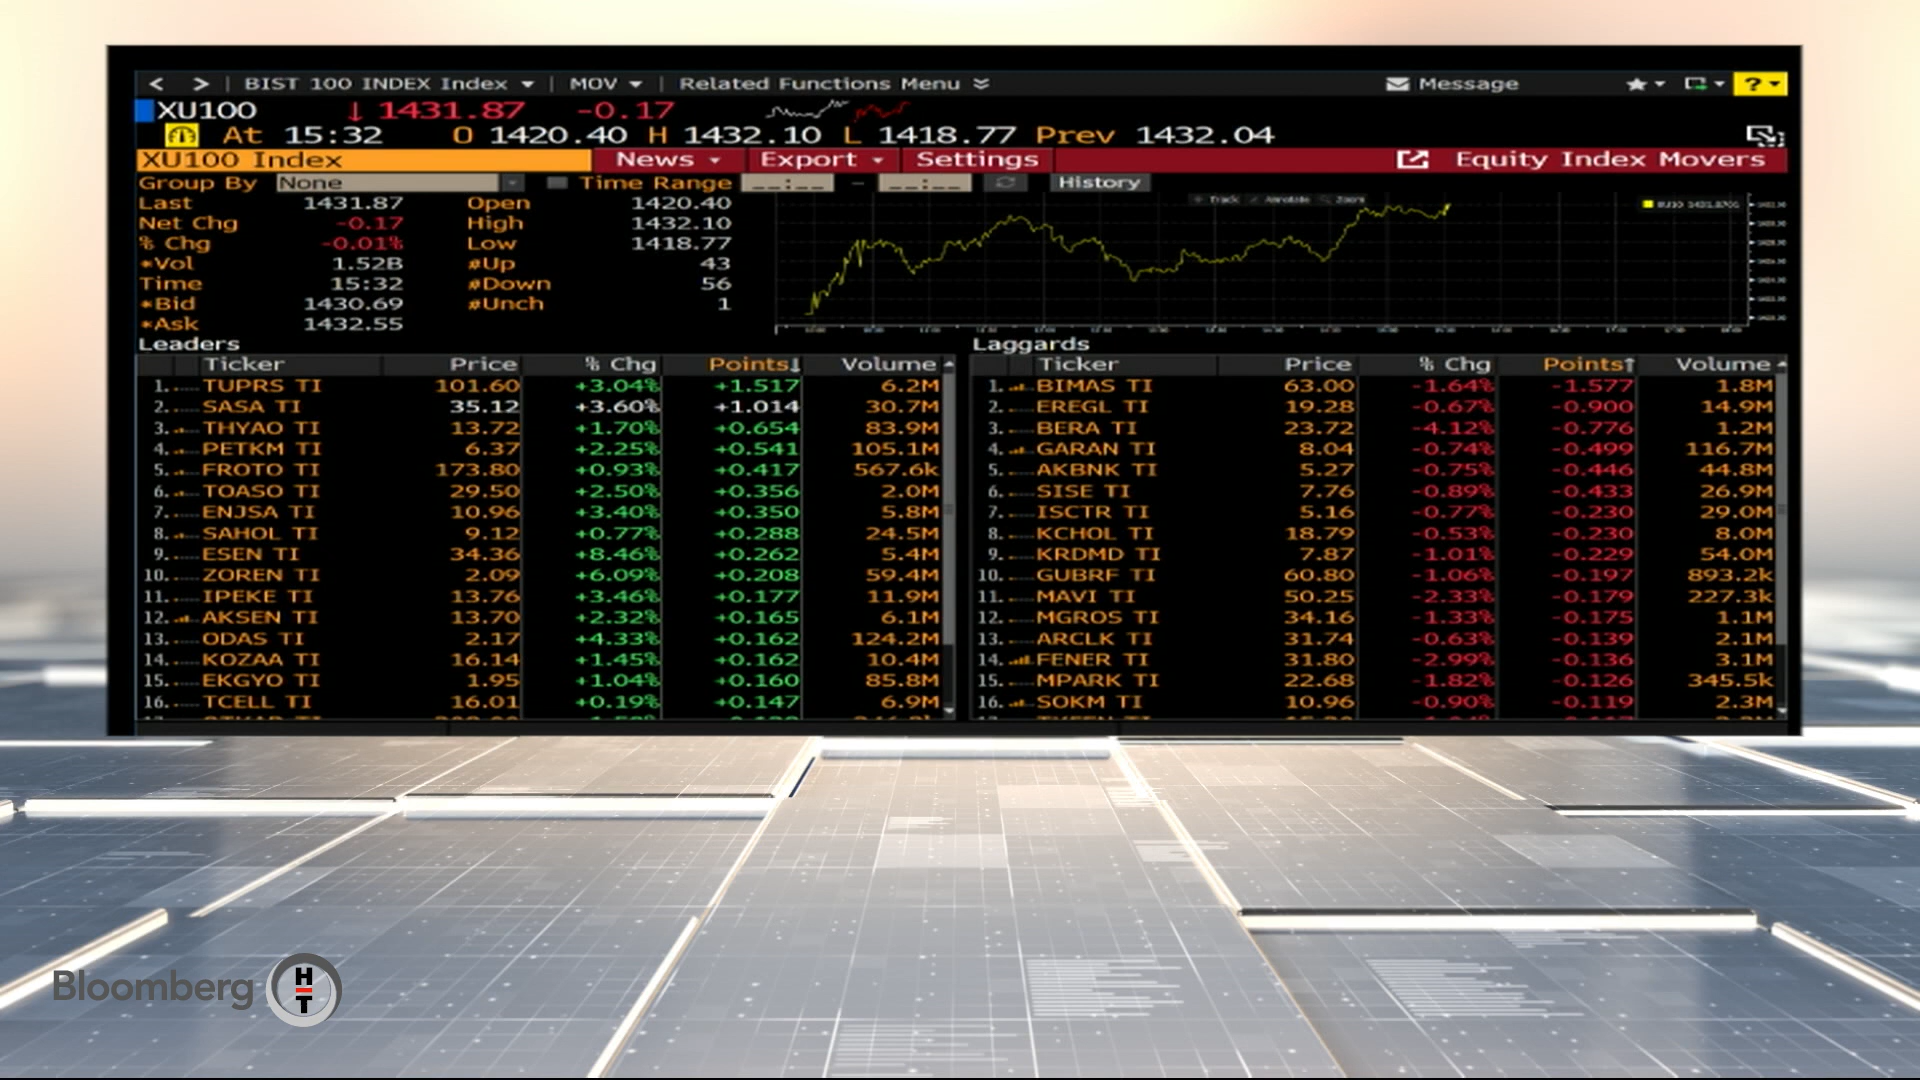 < > | BIST 100 INDEX Index | MOV | Related Functions Menu Message ?
XU100 ↓ 1431.87 -0.17
At 15:32 O 1420.40 H 1432.10 L 1418.77 Prev 1432.04
XU100 Index News Export Settings Equity Index Movers
Group By None Time Range __:__ - __:__ History
Last 1431.87 Open 1420.40
Net Chg -0.17 High 1432.10
% Chg -0.01% Low 1418.77
*Vol 1.52B #Up 43
Time 15:32 #Down 56
*Bid 1430.69 #Unch 1
*Ask 1432.55
Track Annotate Zoom
Leaders
Ticker Price % Chg Points↓ Volume
1. TUPRS TI 101.60 +3.04% +1.517 6.2M
2. SASA TI 35.12 +3.60% +1.014 30.7M
3. THYAO TI 13.72 +1.70% +0.654 83.9M
4. PETKM TI 6.37 +2.25% +0.541 105.1M
5. FROTO TI 173.80 +0.93% +0.417 567.6k
6. TOASO TI 29.50 +2.50% +0.356 2.0M
7. ENJSA TI 10.96 +3.40% +0.350 5.8M
8. SAHOL TI 9.12 +0.77% +0.288 24.5M
9. ESEN TI 34.36 +8.46% +0.262 5.4M
10. ZOREN TI 2.09 +6.09% +0.208 59.4M
11. IPEKE TI 13.76 +3.46% +0.177 11.9M
12. AKSEN TI 13.70 +2.32% +0.165 6.1M
13. ODAS TI 2.17 +4.33% +0.162 124.2M
14. KOZAA TI 16.14 +1.45% +0.162 10.4M
15. EKGYO TI 1.95 +1.04% +0.160 85.8M
16. TCELL TI 16.01 +0.19% +0.147 6.9M
Laggards
Ticker Price % Chg Points↑ Volume
1. BIMAS TI 63.00 -1.64% -1.577 1.8M
2. EREGL TI 19.28 -0.67% -0.900 14.9M
3. BERA TI 23.72 -4.12% -0.776 1.2M
4. GARAN TI 8.04 -0.74% -0.499 116.7M
5. AKBNK TI 5.27 -0.75% -0.446 44.8M
6. SISE TI 7.76 -0.89% -0.433 26.9M
7. ISCTR TI 5.16 -0.77% -0.230 29.0M
8. KCHOL TI 18.79 -0.53% -0.230 8.0M
9. KRDMD TI 7.87 -1.01% -0.229 54.0M
10. GUBRF TI 60.80 -1.06% -0.197 893.2k
11. MAVI TI 50.25 -2.33% -0.179 227.3k
12. MGROS TI 34.16 -1.33% -0.175 1.1M
13. ARCLK TI 31.74 -0.63% -0.139 2.1M
14. FENER TI 31.80 -2.99% -0.136 3.1M
15. MPARK TI 22.68 -1.82% -0.126 345.5k
16. SOKM TI 10.96 -0.90% -0.119 2.3M
Bloomberg HT